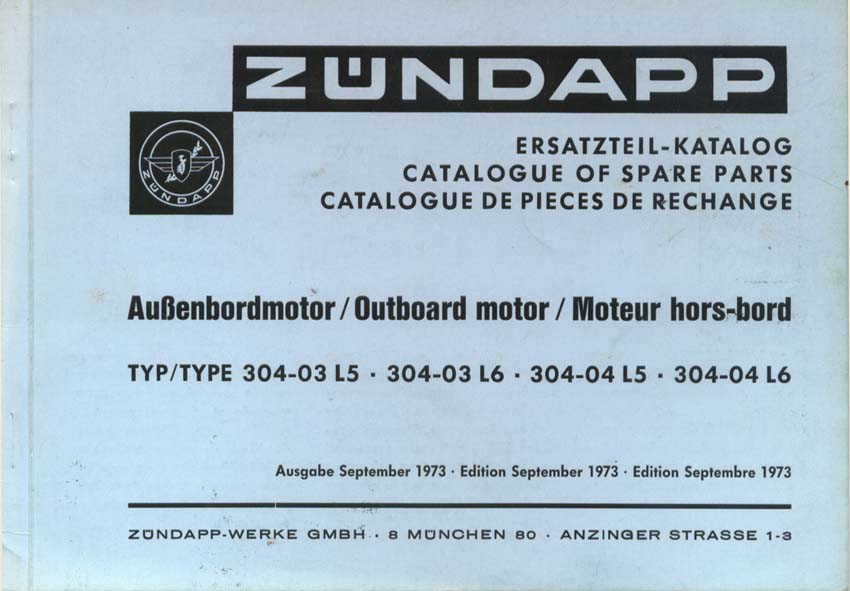 ZÜNDAPP
ZÜNDAPP
ERSATZTEIL-KATALOG
CATALOGUE OF SPARE PARTS
CATALOGUE DE PIECES DE RECHANGE
Außenbordmotor / Outboard motor / Moteur hors-bord
TYP/TYPE 304-03 L5 · 304-03 L6 · 304-04 L5 · 304-04 L6
Ausgabe September 1973 · Edition September 1973 · Edition Septembre 1973
ZÜNDAPP-WERKE GMBH · 8 MÜNCHEN 80 · ANZINGER STRASSE 1-3